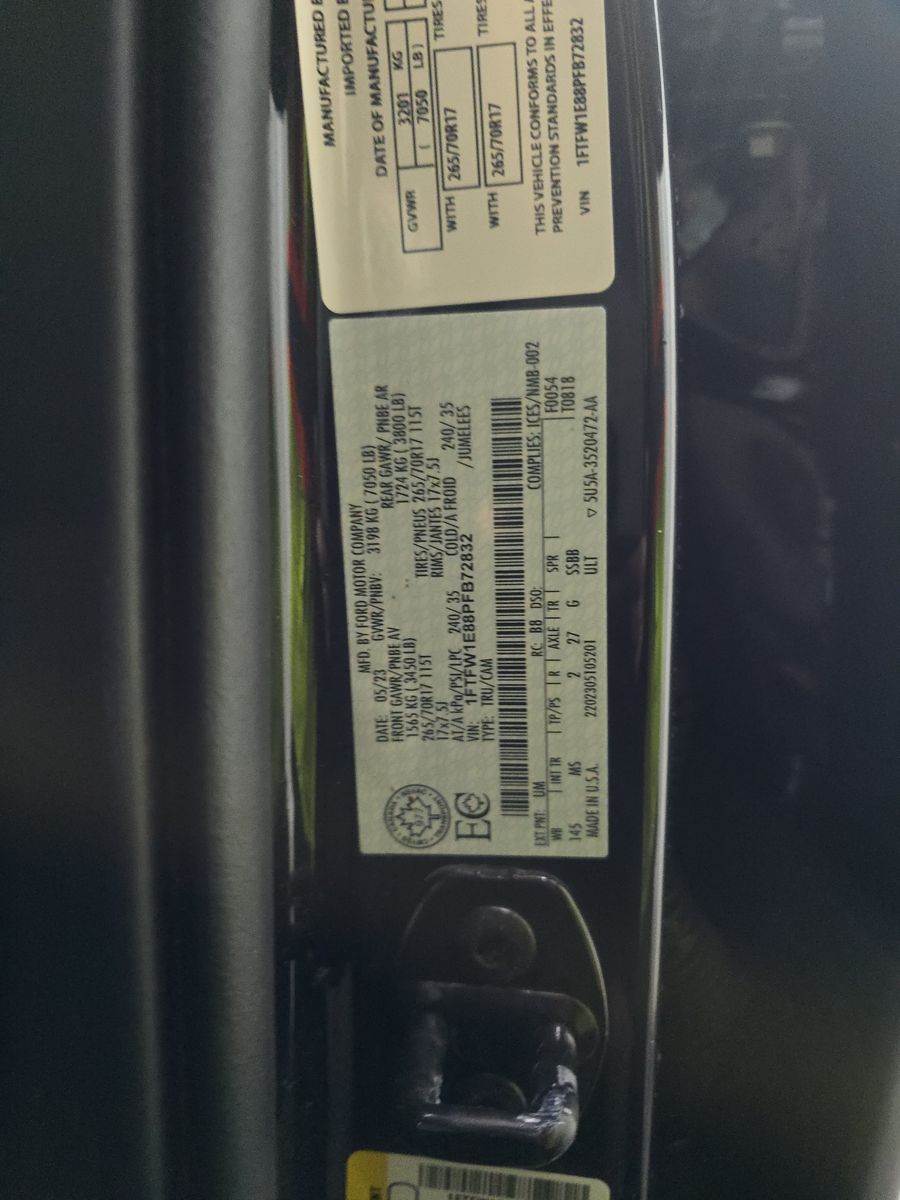 MANUFACTURED
IMPORTED
DATE OF
GVWR 3201 KG
( 7050 LB)
WITH 265/70R17 TIRES
WITH 265/70R17
THIS VEHICLE CONFORMS TO ALL
PREVENTION STANDARDS IN
VIN 1FTFW1E88PFB72832
MFD. BY FORD MOTOR COMPANY
DATE: 05/23 GVWR/PNBV: 3198 KG ( 7050 LB)
FRONT GAWR/PNBE AV REAR GAWR/ PNBE AR
1565 KG ( 3450 LB) 1724 KG ( 3800 LB)
265/70R17 115T TIRES/PNEUS 265/70R17 115T
17x7.5J RIMS/JANTES 17x7.5J
AT/A kPa/PSI/LPC 240/ 35 COLD/A FROID 240/ 35
VIN: 1FTFW1E88PFB72832 /JUMELEES
TYPE: TRU/CAM
EC
EXT PNT: UM RC: B8 DSO: COMPLIES: ICES/NMB-002
WB INT TR TP/PS R AXLE TR SPR F0054
145 MS 2 27 G SSBB T0818
MADE IN U.S.A. 2202305105201 ULT ▽ 5U5A-3520472-AA